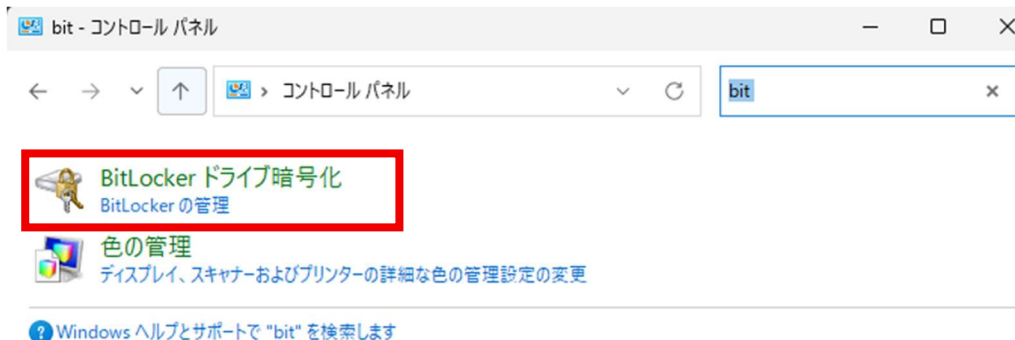 bit - コントロール パネル
コントロール パネル
bit
BitLocker ドライブ暗号化
BitLocker の管理
色の管理
ディスプレイ、スキャナーおよびプリンターの詳細な色の管理設定の変更
Windows ヘルプとサポートで "bit" を検索します